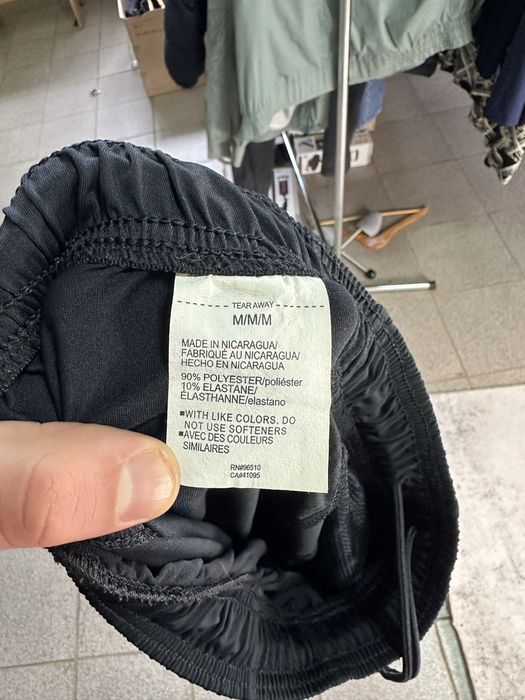 TEAR AWAY
M/M/M
MADE IN NICARAGUA/
FABRIQUÉ AU NICARAGUA/
HECHO EN NICARAGUA
90% POLYESTER/poliéster
10% ELASTANE/
ELASTHANNE/elastano
▪WITH LIKE COLORS. DO
NOT USE SOFTENERS
▪AVEC DES COULEURS
SIMILAIRES
RN#96510
CA#41095